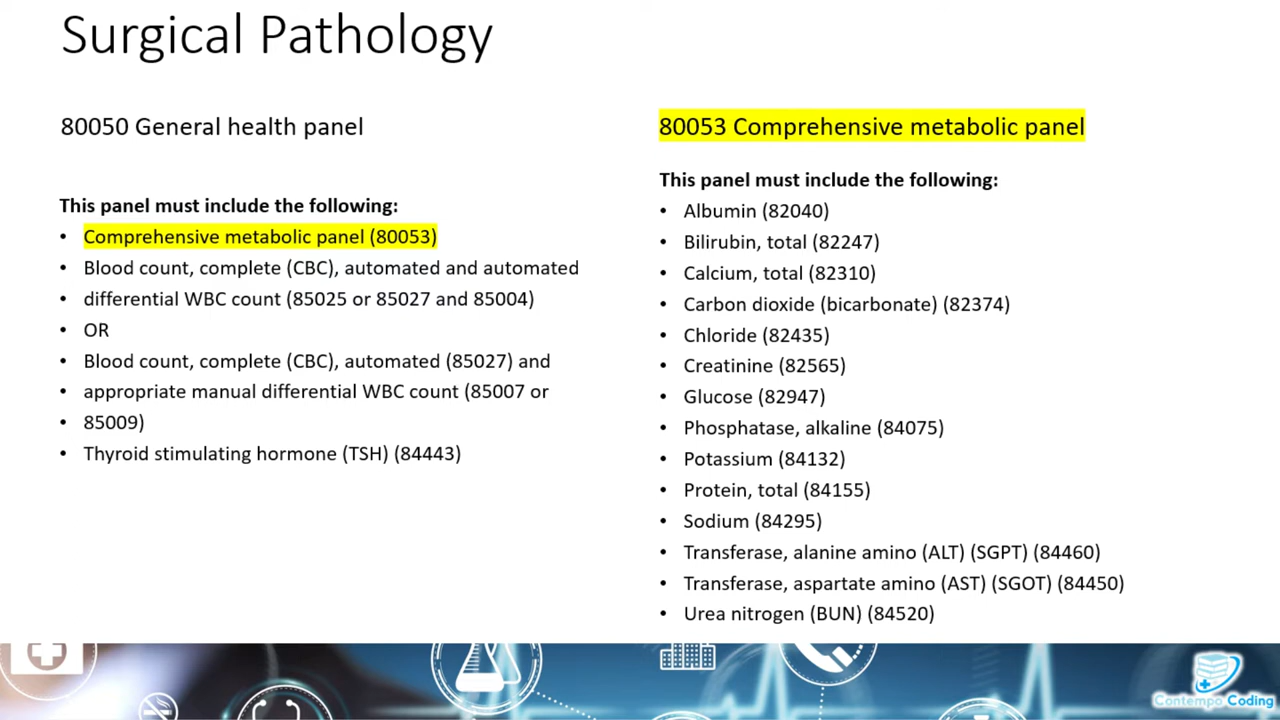 Surgical Pathology
80050 General health panel
This panel must include the following:
• Comprehensive metabolic panel (80053)
• Blood count, complete (CBC), automated and automated
• differential WBC count (85025 or 85027 and 85004)
• OR
• Blood count, complete (CBC), automated (85027) and
• appropriate manual differential WBC count (85007 or
• 85009)
• Thyroid stimulating hormone (TSH) (84443)
80053 Comprehensive metabolic panel
This panel must include the following:
• Albumin (82040)
• Bilirubin, total (82247)
• Calcium, total (82310)
• Carbon dioxide (bicarbonate) (82374)
• Chloride (82435)
• Creatinine (82565)
• Glucose (82947)
• Phosphatase, alkaline (84075)
• Potassium (84132)
• Protein, total (84155)
• Sodium (84295)
• Transferase, alanine amino (ALT) (SGPT) (84460)
• Transferase, aspartate amino (AST) (SGOT) (84450)
• Urea nitrogen (BUN) (84520)
Contempo Coding